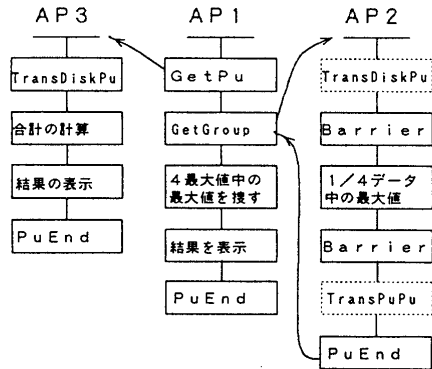 AP3
TransDiskPu
合計の計算
結果の表示
PuEnd
AP1
GetPu
GetGroup
4最大値中の
最大値を捜す
結果を表示
PuEnd
AP2
TransDiskPu
Barrier
1/4データ
中の最大値
Barrier
TransPuPu
PuEnd